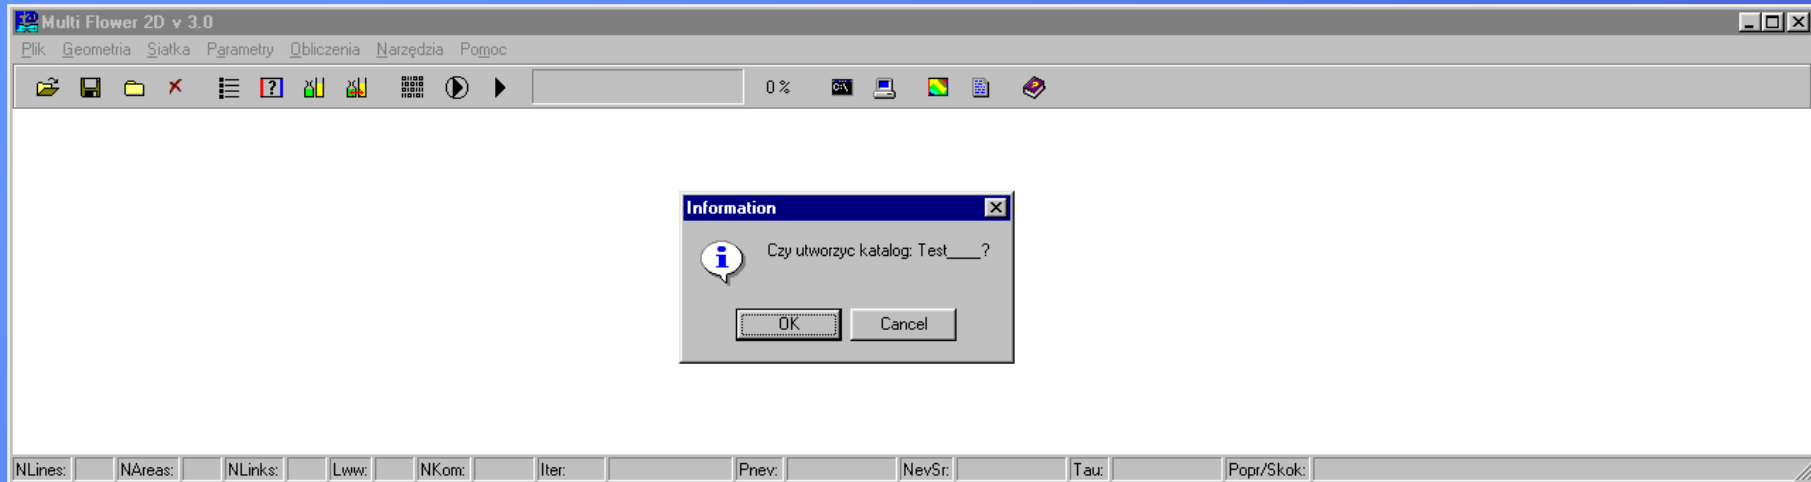 Multi Flower 2D v 3.0
Plik Geometria Siatka Parametry Obliczenia Narzędzia Pomoc
0 %
Information
Czy utworzyc katalog: Test____?
OK Cancel
NLines: NAreas: NLinks: Lww: NKom: Iter: Pnev: NevSr: Tau: Popr/Skok: